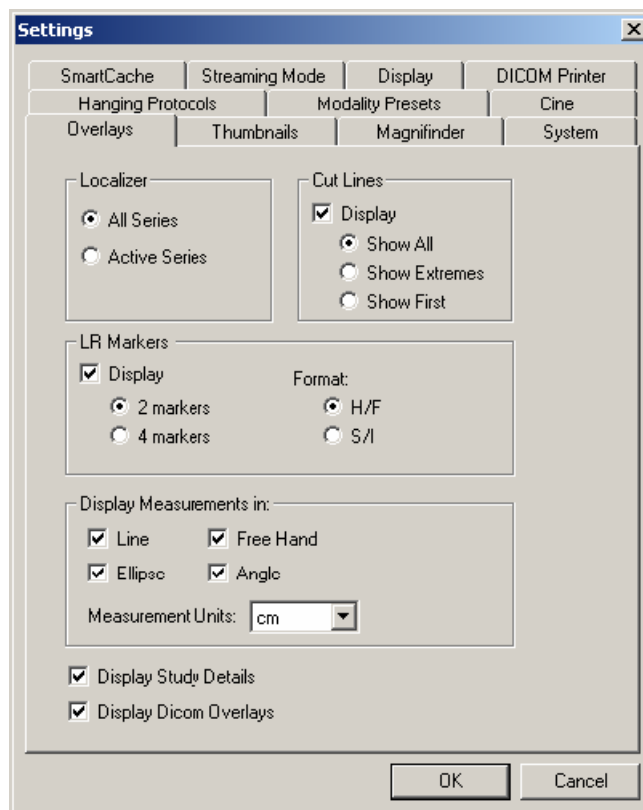 Settings
SmartCache Streaming Mode Display DICOM Printer
Hanging Protocols Modality Presets Cine
Overlays Thumbnails Magnifinder System
Localizer
All Series
Active Series
Cut Lines
Display
Show All
Show Extremes
Show First
LR Markers
Display
2 markers
4 markers
Format:
H/F
S/I
Display Measurements in:
Line Free Hand
Ellipse Angle
Measurement Units: cm
Display Study Details
Display Dicom Overlays
OK Cancel